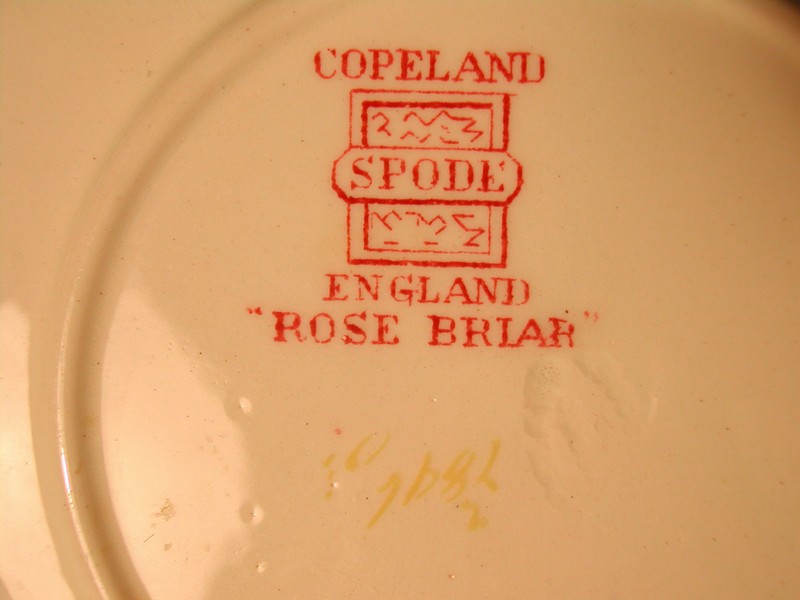 COPELAND
SPODE
ENGLAND
"ROSE BRIAR"